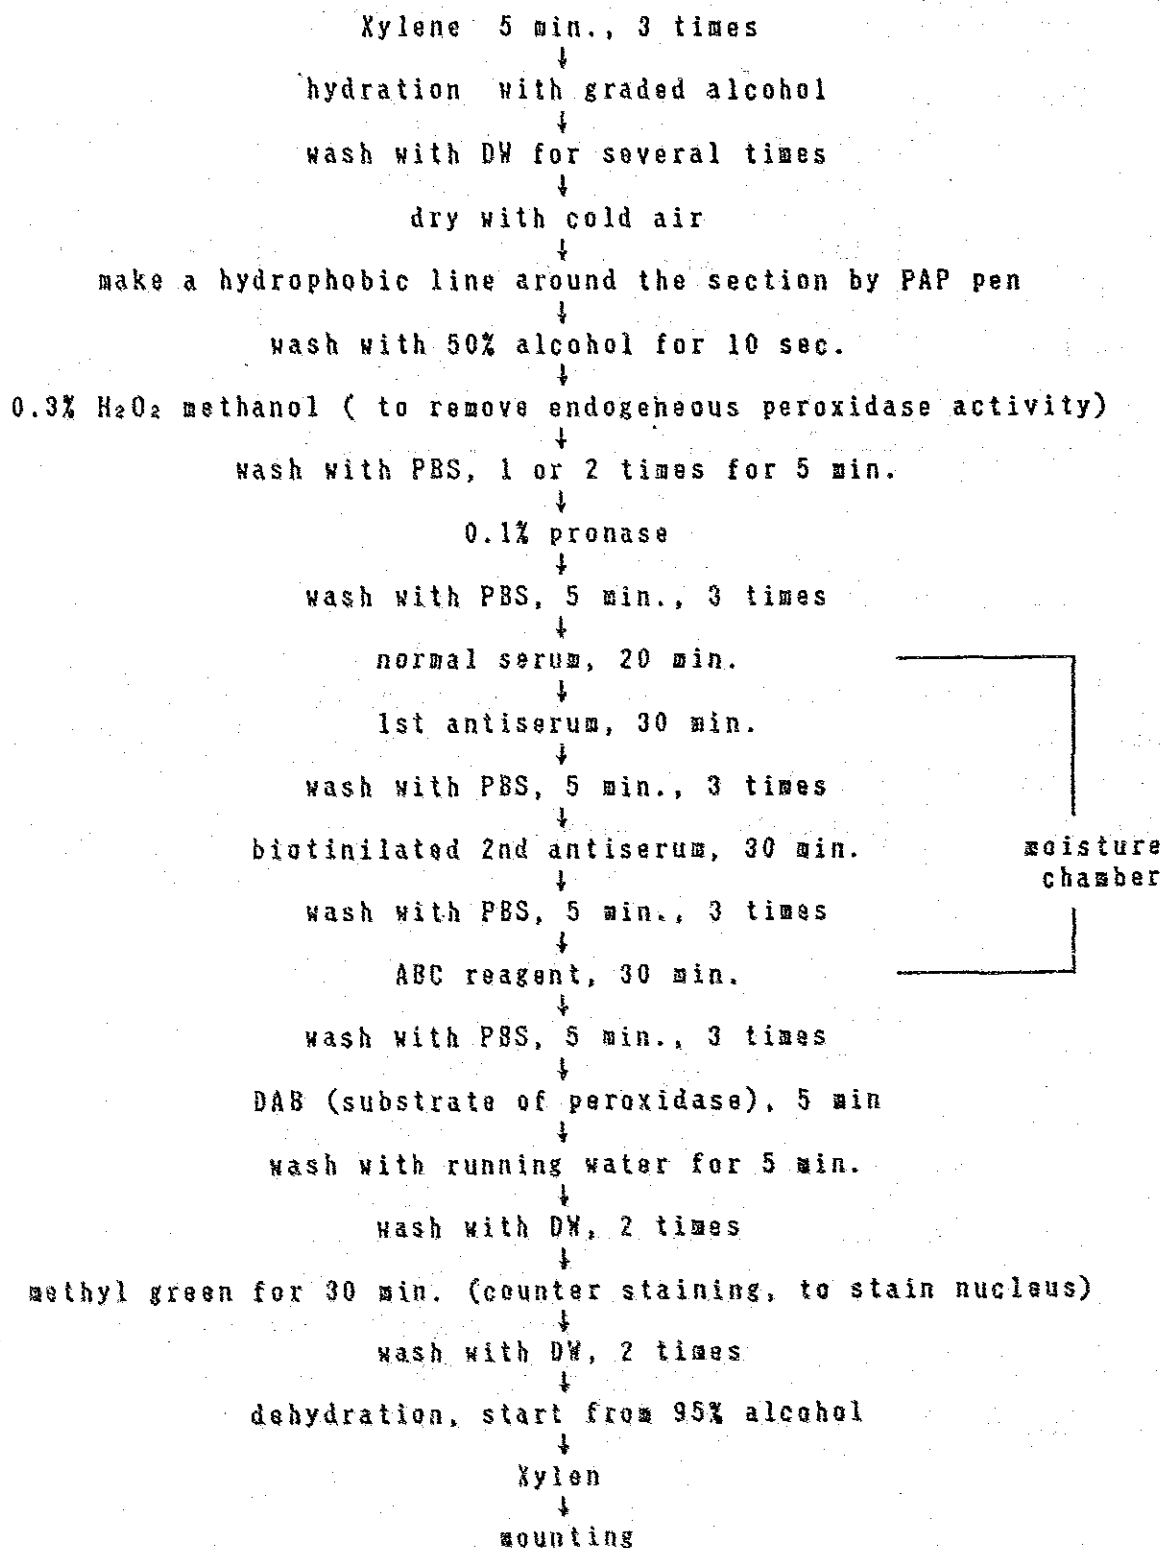 Xylene 5 min., 3 times
↓
hydration with graded alcohol
↓
wash with DW for several times
↓
dry with cold air
↓
make a hydrophobic line around the section by PAP pen
↓
wash with 50% alcohol for 10 sec.
↓
0.3% H₂O₂ methanol ( to remove endogeneous peroxidase activity)
↓
wash with PBS, 1 or 2 times for 5 min.
↓
0.1% pronase
↓
wash with PBS, 5 min., 3 times
↓
normal serum, 20 min.
↓
1st antiserum, 30 min.
↓
wash with PBS, 5 min., 3 times
↓
biotinilated 2nd antiserum, 30 min.
moisture
chamber
↓
wash with PBS, 5 min., 3 times
↓
ABC reagent, 30 min.
↓
wash with PBS, 5 min., 3 times
↓
DAB (substrate of peroxidase), 5 min
↓
wash with running water for 5 min.
↓
wash with DW, 2 times
↓
methyl green for 30 min. (counter staining, to stain nucleus)
↓
wash with DW, 2 times
↓
dehydration, start from 95% alcohol
↓
Xylen
↓
mounting